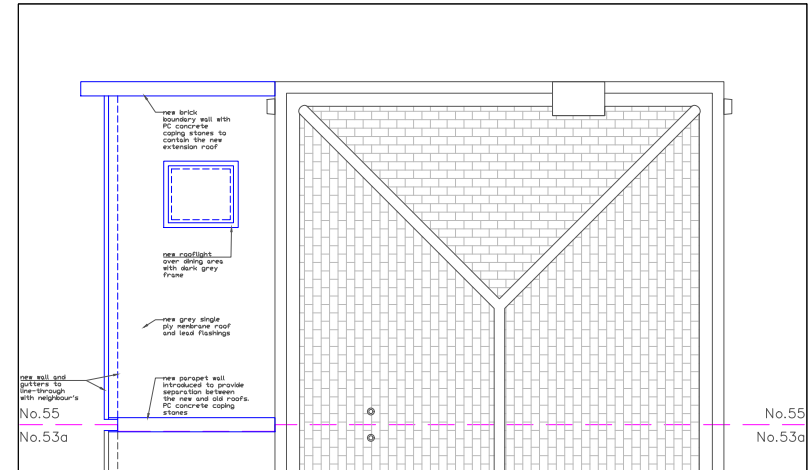 new brick
boundary wall with
PC concrete
coping stones to
contain the new
extension roof
new rooflight
over dining area
with dark grey
frame
new grey single
ply membrane roof
and lead flashings
new wall and
gutters to
line-through
with neighbour's
new parapet wall
introduced to provide
separation between
the new and old roofs.
PC concrete coping
stones
No.55
No.53a
No.55
No.53a